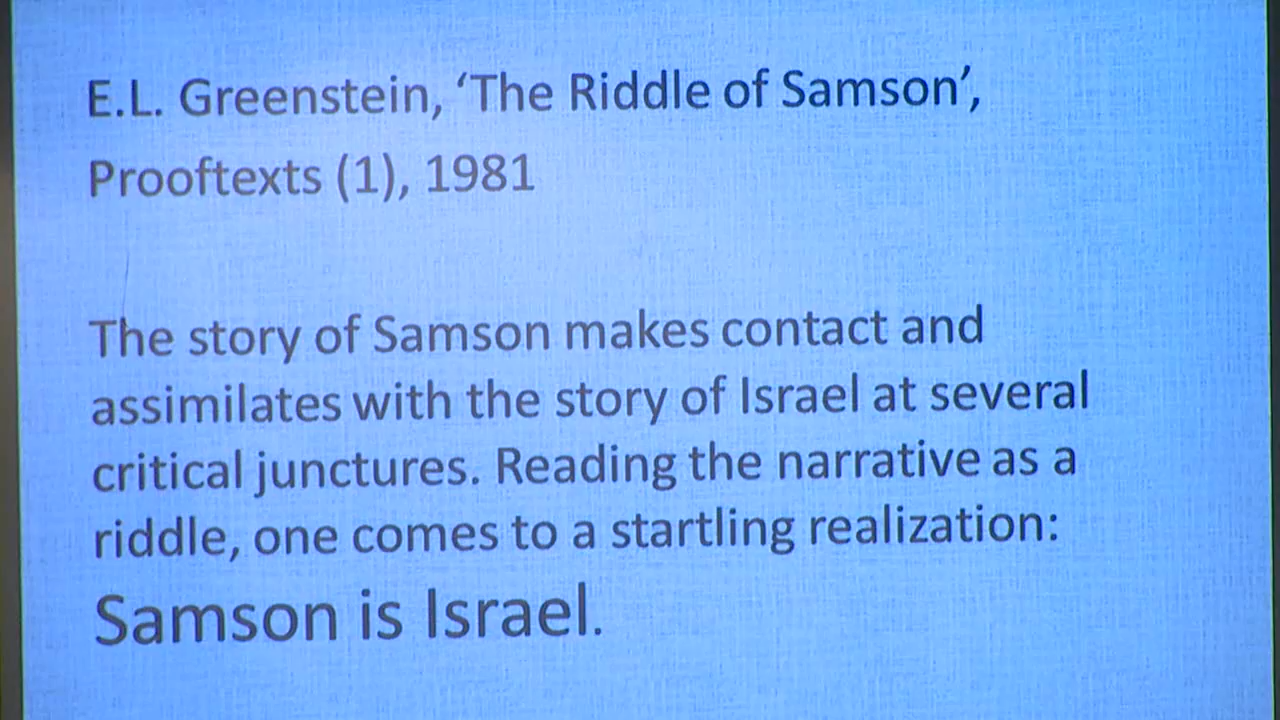 E.L. Greenstein, ‘The Riddle of Samson’,
Prooftexts (1), 1981
The story of Samson makes contact and
assimilates with the story of Israel at several
critical junctures. Reading the narrative as a
riddle, one comes to a startling realization:
Samson is Israel.